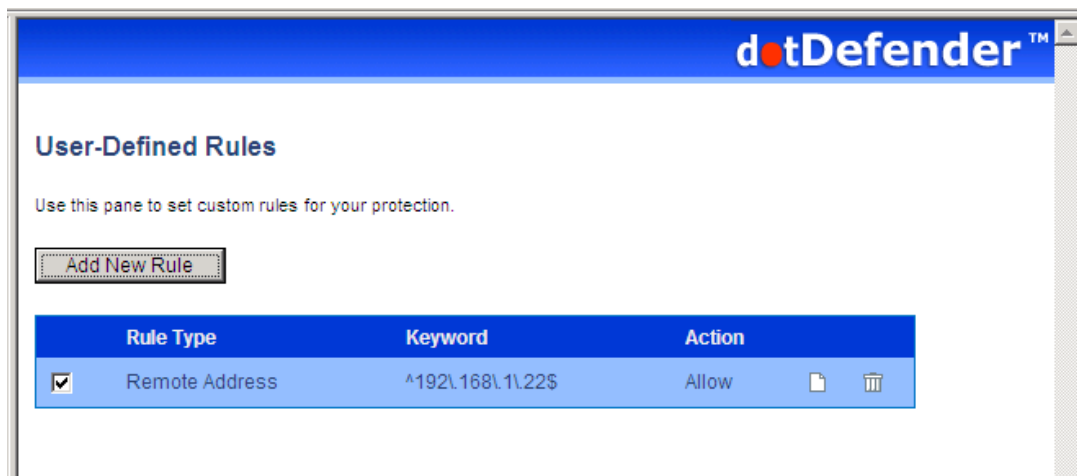 dotDefender™
User-Defined Rules
Use this pane to set custom rules for your protection.
Add New Rule
Rule Type Keyword Action
Remote Address ^192\.168\.1\.22$ Allow